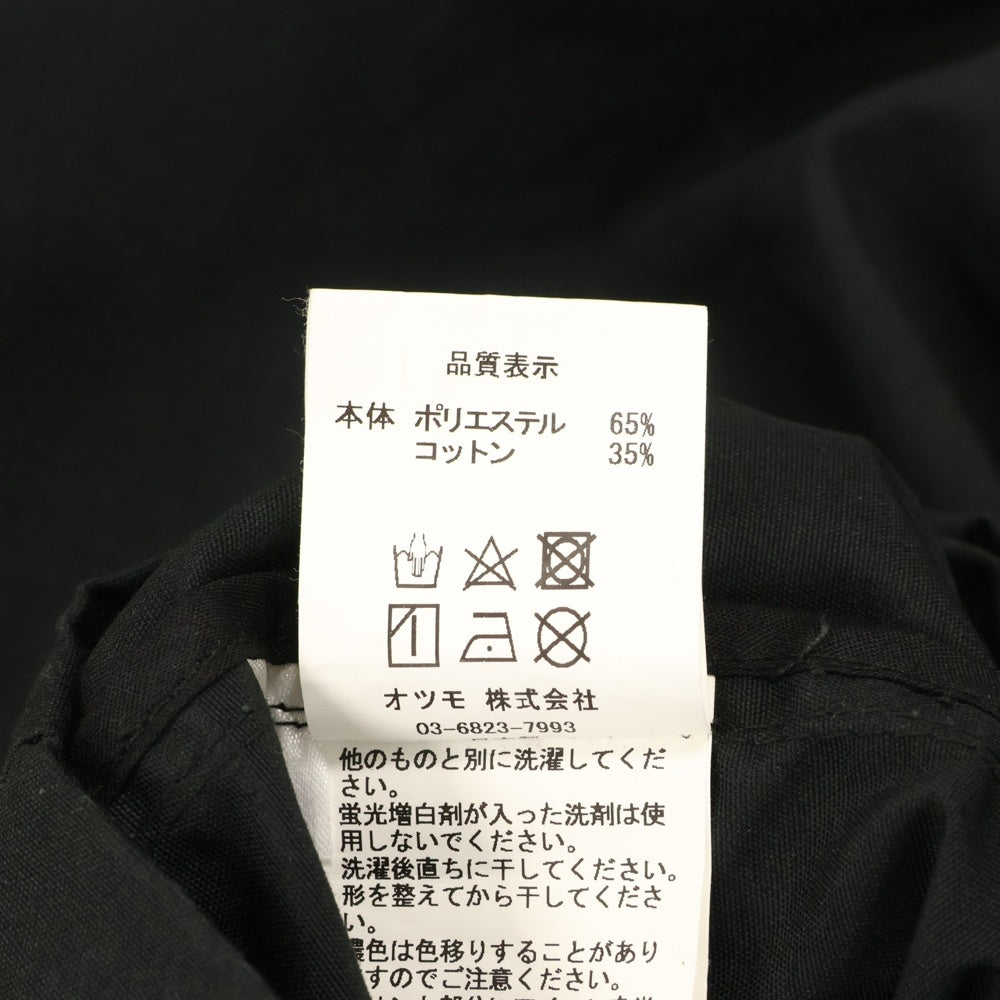 品質表示
本体 ポリエステル 65%
コットン 35%
オツモ 株式会社
03-6823-7993
他のものと別に洗濯してくだ
さい。
蛍光増白剤が入った洗剤は使
用しないでください。
洗濯後直ちに干してください。
形を整えてから干してくださ
い。
濃色は色移りすることがあり
すのでご注意ください。